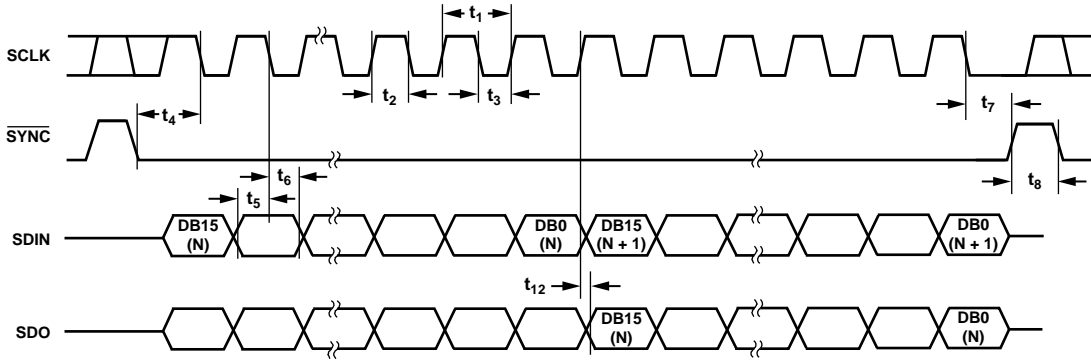 t1
SCLK
t2
t3
t4
t7
SYNC
t6
t5
t8
SDIN
DB15
(N)
DB0
(N)
DB15
(N + 1)
DB0
(N + 1)
t12
SDO
DB15
(N)
DB0
(N)